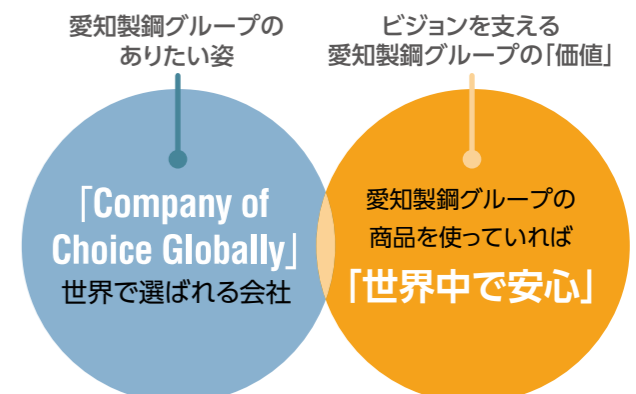 愛知製鋼グループの
ありたい姿
ビジョンを支える
愛知製鋼グループの「価値」
「Company of
Choice Globally」
世界で選ばれる会社
愛知製鋼グループの
商品を使っていれば
「世界中で安心」